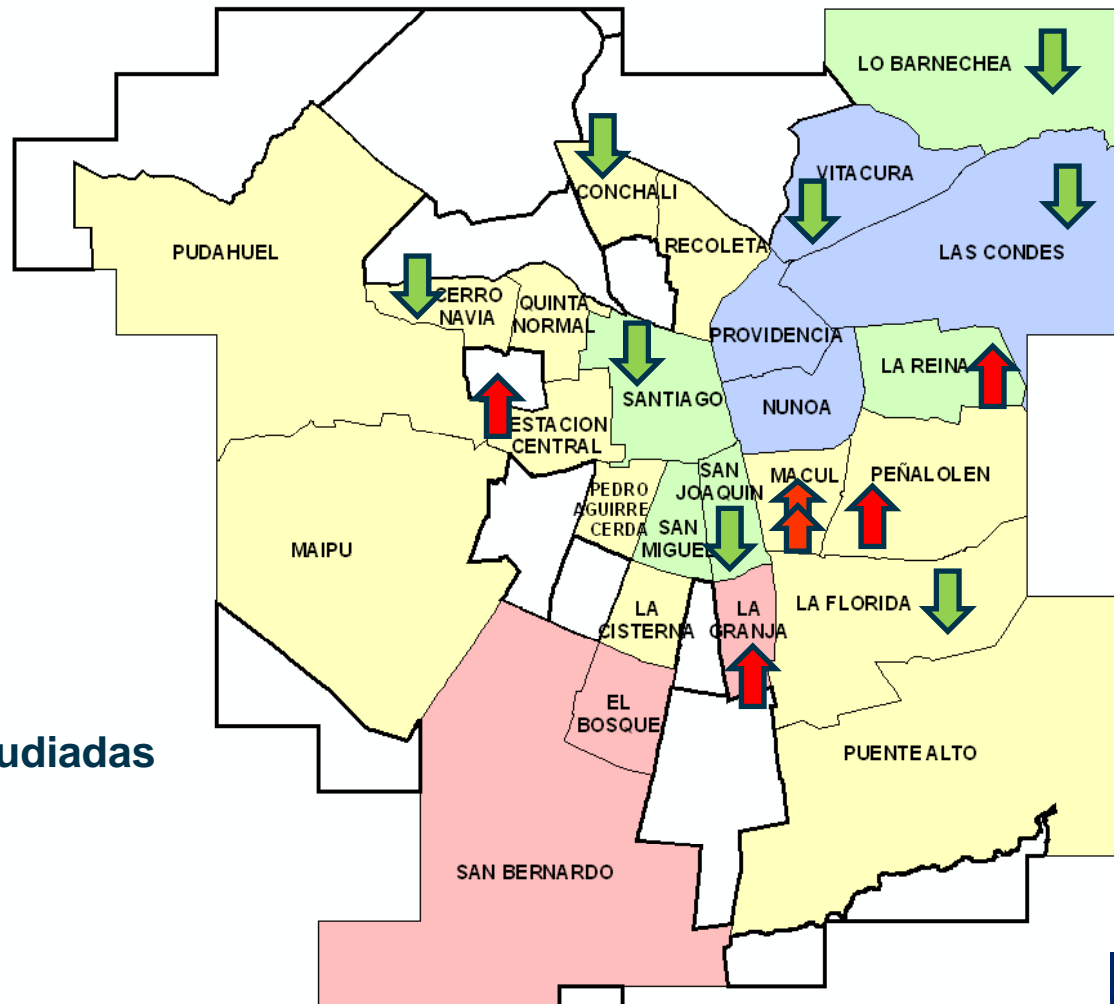 LO BARNECHEA
VITACURA
CONCHALI
RECOLETA
PUDAHUEL
LAS CONDES
CERRO
NAVIA
QUINTA
NORMAL
PROVIDENCIA
LA REINA
SANTIAGO
NUNOA
ESTACION
CENTRAL
SAN
JOAQUIN
MACUL
PEÑALOLEN
PEDRO
AGUIRRE
CERDA
SAN
MIGUEL
MAIPU
LA
CISTERNA
LA
GRANJA
LA FLORIDA
EL
BOSQUE
udiadas
PUENTE ALTO
SAN BERNARDO